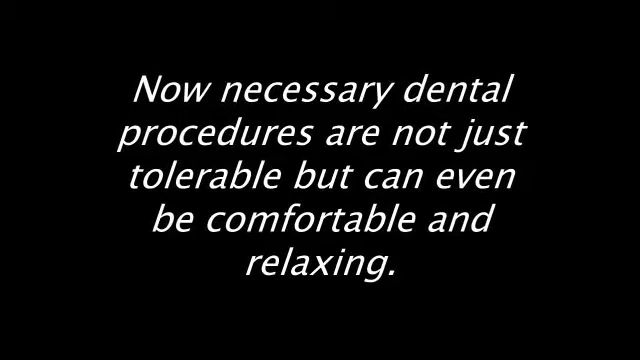 Now necessary dental
procedures are not just
tolerable but can even
be comfortable and
relaxing.